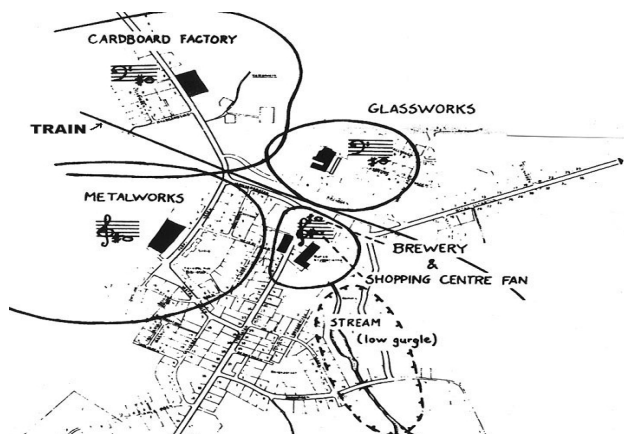 CARDBOARD FACTORY
GLASSWORKS
TRAIN
METALWORKS
BREWERY
&
SHOPPING CENTRE FAN
STREAM
(low gurgle)